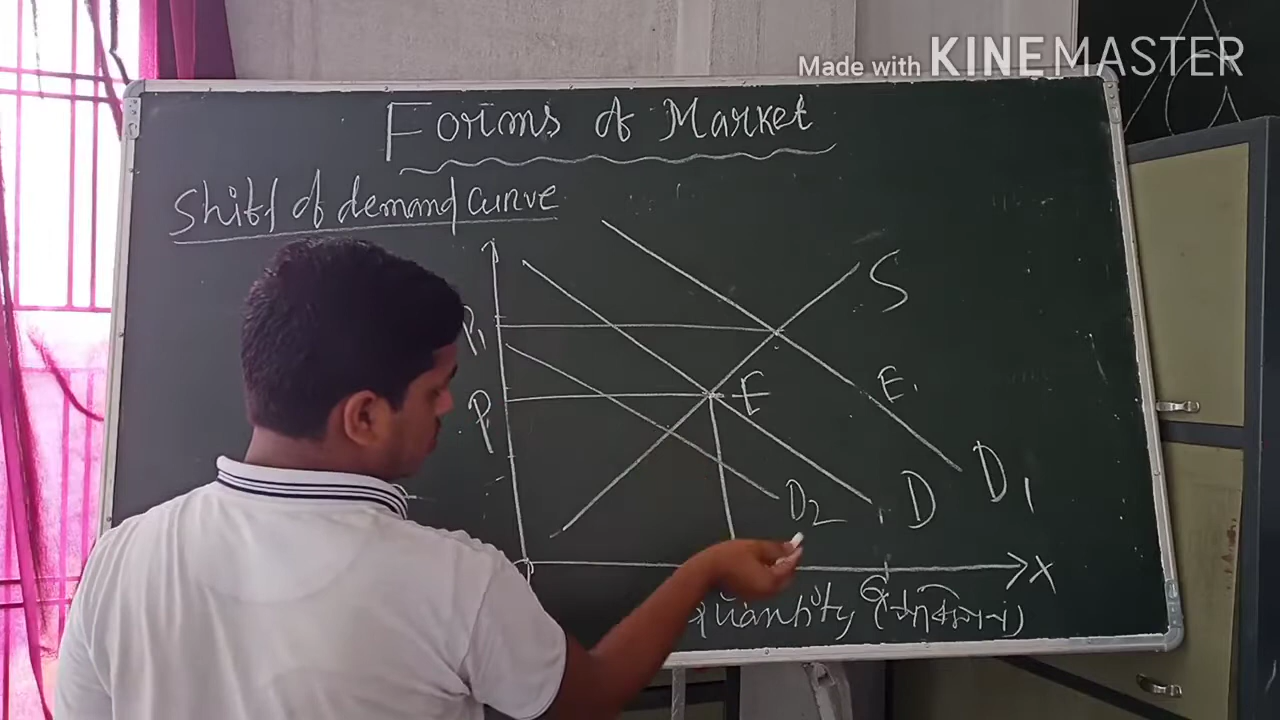 Made with KINEMASTER
Forms of Market
Shift of demand curve
S
P1
P
E
E1
D1
D
D2
X
Quantity